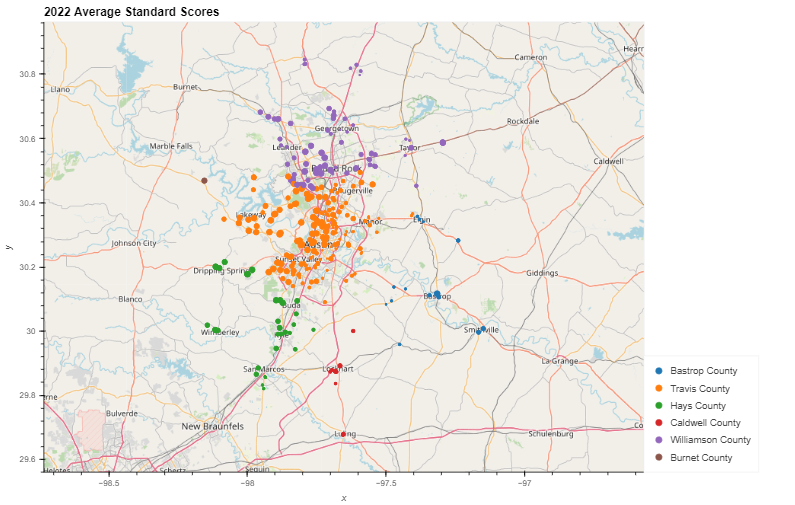 2022 Average Standard Scores
Cameron
30.8
Llano
Burnet
Rockdale
Georgetown
30.6
Marble Falls
Leander
Taylor
Caldwell
Round Rock
30.4
Lakeway
Manor
Elgin
Johnson City
Austin
Sunset Valley
30.2
Dripping Springs
Giddings
Bastrop
Blanco
Buda
30
Wimberley
Smithville
La Grange
29.8
San Marcos
Lockhart
Bulverde
New Braunfels
Luling
Schulenburg
29.6
Seguin
−98.5
−98
−97.5
−97
x
y
Bastrop County
Travis County
Hays County
Caldwell County
Williamson County
Burnet County